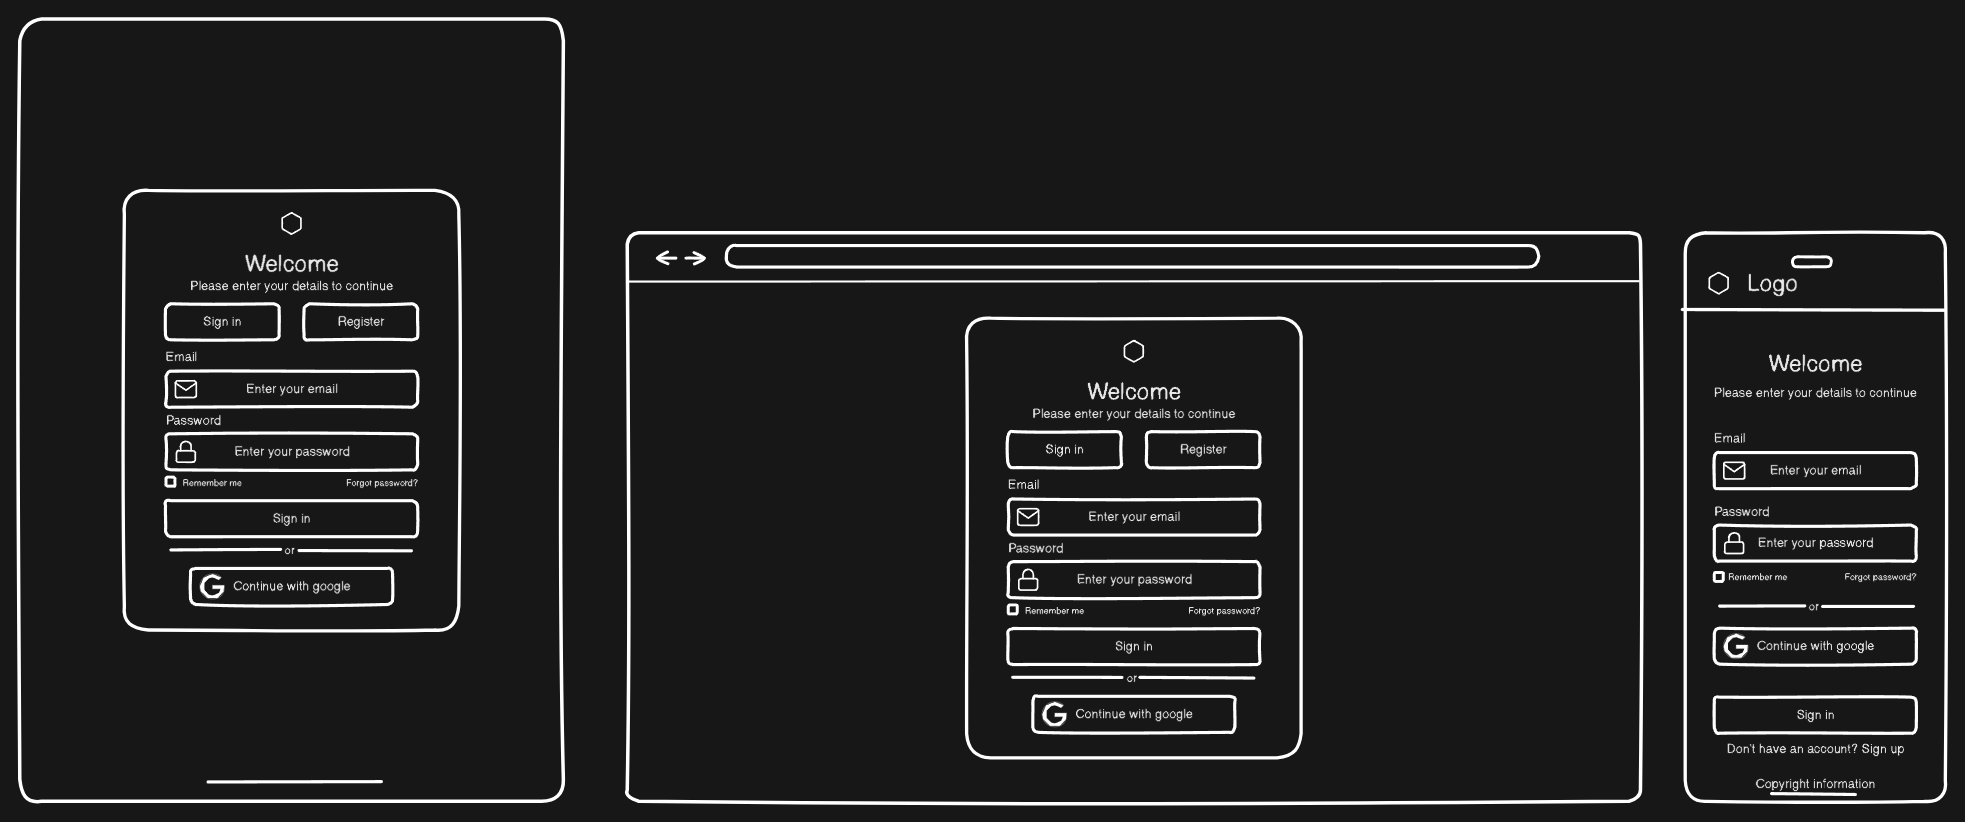 Welcome
Please enter your details to continue
Sign in
Register
Email
Enter your email
Password
Enter your password
Remember me
Forgot password?
Sign in
or
G Continue with google
Welcome
Please enter your details to continue
Sign in
Register
Email
Enter your email
Password
Enter your password
Remember me
Forgot password?
Sign in
or
G Continue with google
Logo
Welcome
Please enter your details to continue
Email
Enter your email
Password
Enter your password
Remember me
Forgot password?
or
G Continue with google
Sign in
Don't have an account? Sign up
Copyright information